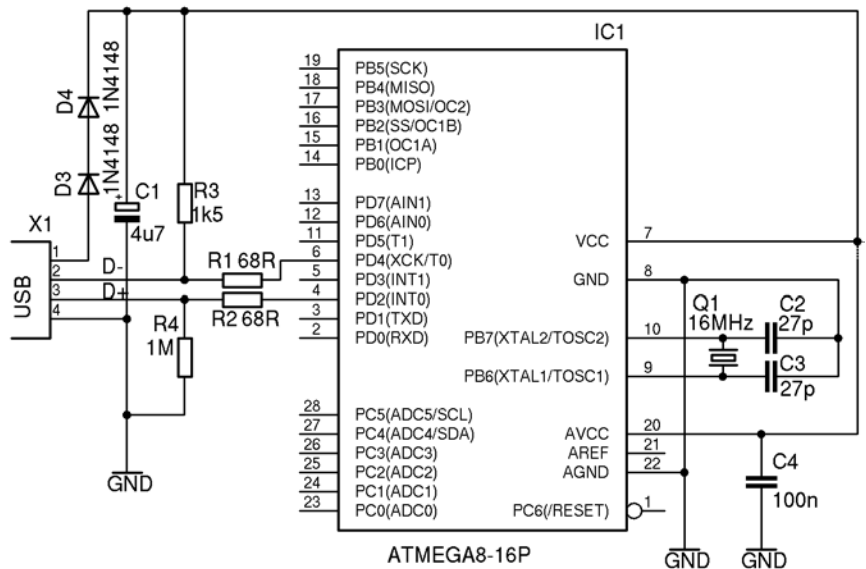 IC1
19 PB5(SCK)
18 PB4(MISO)
17 PB3(MOSI/OC2)
16 PB2(SS/OC1B)
15 PB1(OC1A)
14 PB0(ICP)
13 PD7(AIN1)
12 PD6(AIN0)
11 PD5(T1)
6 PD4(XCK/T0)
5 PD3(INT1)
4 PD2(INT0)
3 PD1(TXD)
2 PD0(RXD)
28 PC5(ADC5/SCL)
27 PC4(ADC4/SDA)
26 PC3(ADC3)
25 PC2(ADC2)
24 PC1(ADC1)
23 PC0(ADC0)
VCC 7
GND 8
PB7(XTAL2/TOSC2) 10
PB6(XTAL1/TOSC1) 9
AVCC 20
AREF 21
AGND 22
PC6(/RESET) 1
ATMEGA8-16P
D4
1N4148
D3
1N4148
+
C1
4u7
R3
1k5
X1
USB
1
2
3
4
D-
D+
R1 68R
R2 68R
R4
1M
GND
Q1
16MHz
C2
27p
C3
27p
C4
100n
GND
GND